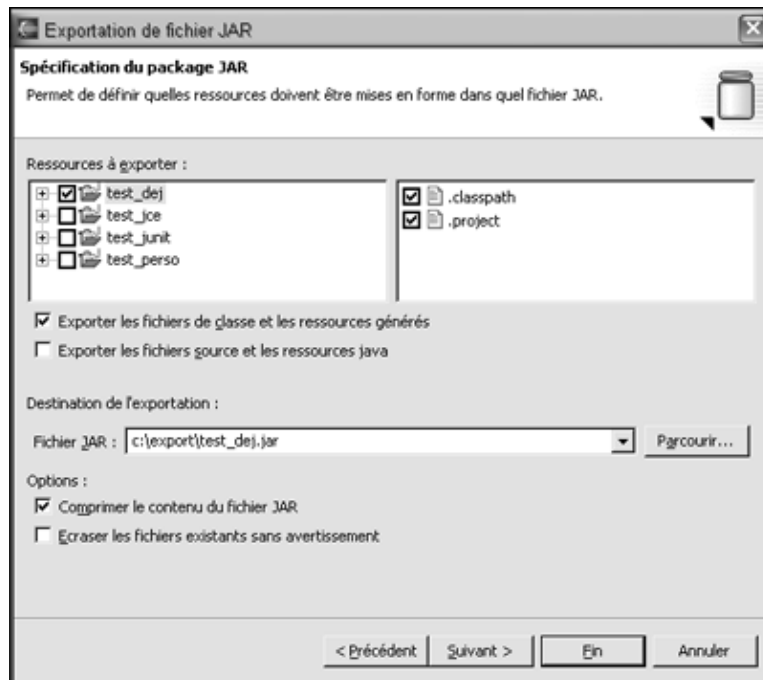 Exportation de fichier JAR
Spécification du package JAR
Permet de définir quelles ressources doivent être mises en forme dans quel fichier JAR.
Ressources à exporter :
test_dej
test_jce
test_junit
test_perso
.classpath
.project
Exporter les fichiers de classe et les ressources générés
Exporter les fichiers source et les ressources java
Destination de l'exportation :
Fichier JAR : c:\export\test_dej.jar Parcourir...
Options :
Comprimer le contenu du fichier JAR
Ecraser les fichiers existants sans avertissement
< Précédent Suivant > Fin Annuler